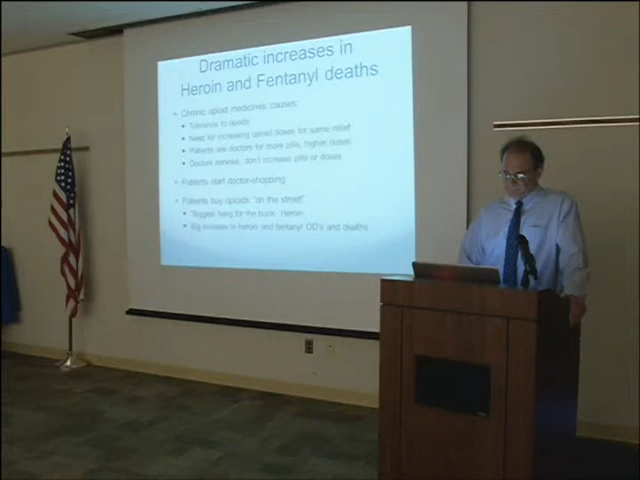 Dramatic increases in
Heroin and Fentanyl deaths
• Chronic opioid medicines causes:
• Tolerance to opioids
• Need for increasing opioid doses for same relief
• Patients ask doctors for more pills, higher doses
• Doctors nervous, don't increase pills or doses
• Patients start doctor-shopping
• Patients buy opioids "on the street"
• "Biggest bang for the buck: Heroin
• Big increase in heroin and fentanyl OD's and deaths